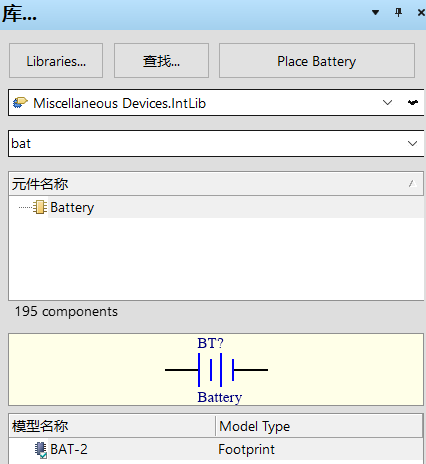 库...
Libraries... 查找... Place Battery
Miscellaneous Devices.IntLib
bat
元件名称
Battery
195 components
BT?
Battery
模型名称 Model Type
BAT-2 Footprint